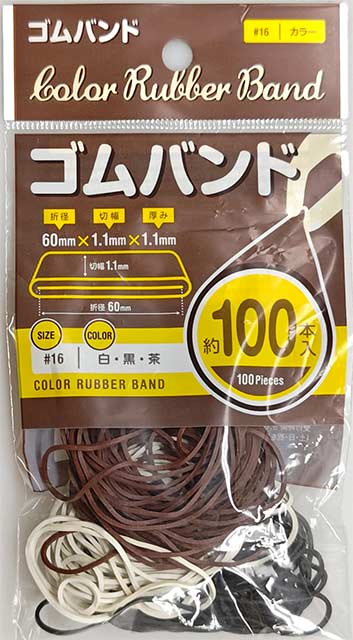 ゴムバンド
#16 カラー
Color Rubber Band
ゴムバンド
折径 切幅 厚み
60mm×1.1mm×1.1mm
切幅1.1mm
折径60mm
SIZE COLOR
#16 白・黒・茶
COLOR RUBBER BAND
約100本入
100Pieces